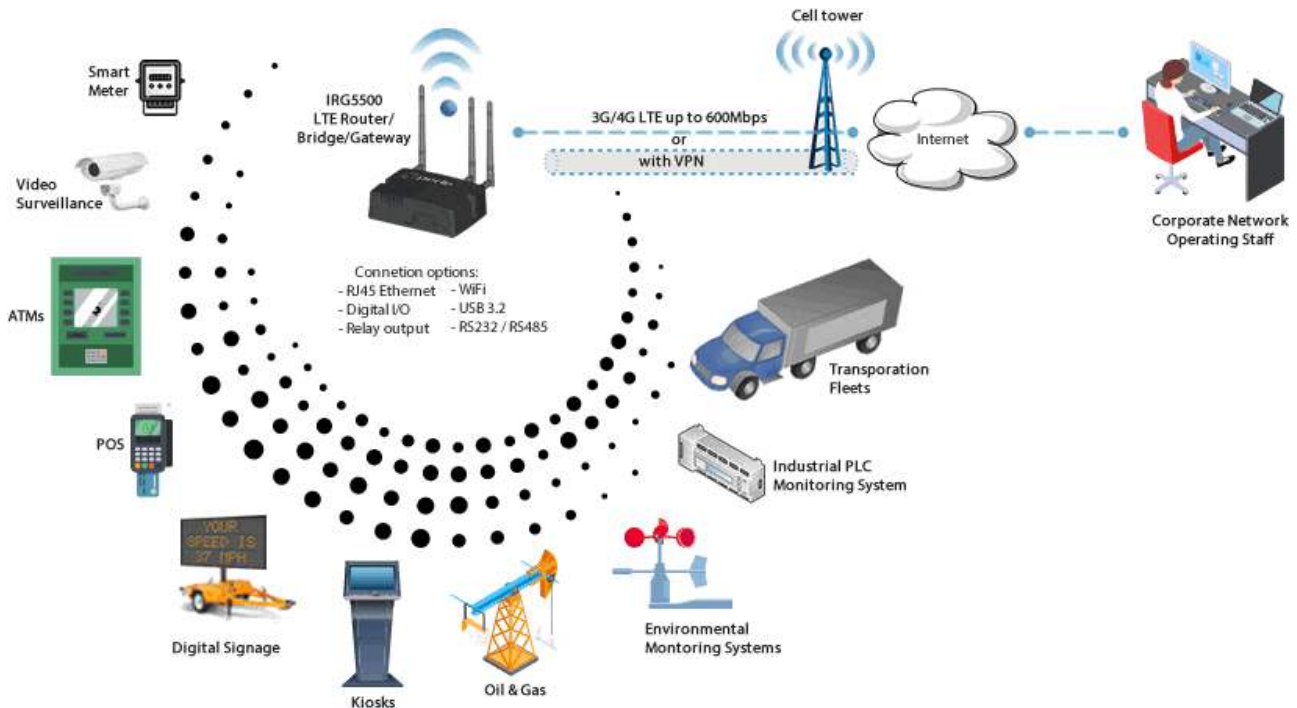 Cell tower
Smart
Meter
IRG5500
LTE Router/
Bridge/Gateway
3G/4G LTE up to 600Mbps
or
with VPN
Internet
Video
Surveillance
Corporate Network
Operating Staff
Connetion options:
- RJ45 Ethernet - WiFi
- Digital I/O - USB 3.2
- Relay output - RS232 / RS485
ATMs
Transporation
Fleets
POS
Industrial PLC
Monitoring System
YOUR
SPEED IS
37 MPH
Digital Signage
Kiosks
Oil & Gas
Environmental
Montoring Systems